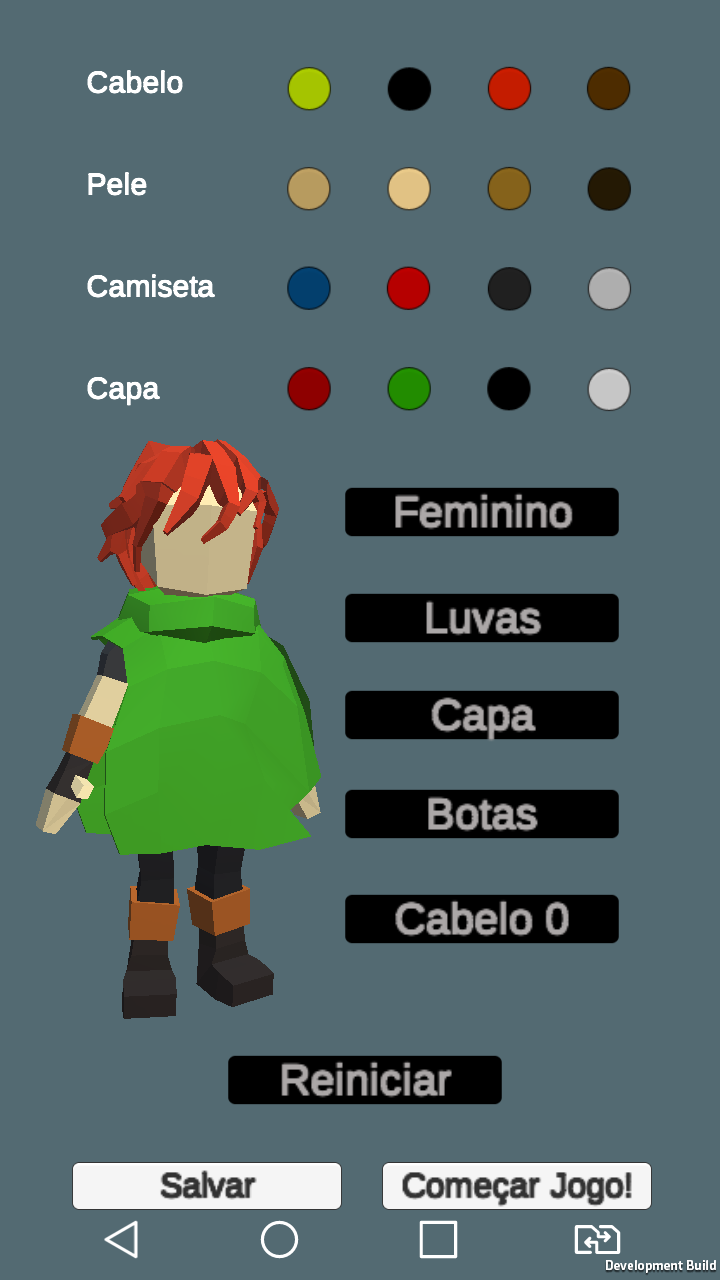 Cabelo
Pele
Camiseta
Capa
Feminino
Luvas
Capa
Botas
Cabelo 0
Reiniciar
Salvar
Começar Jogo!
Development Build